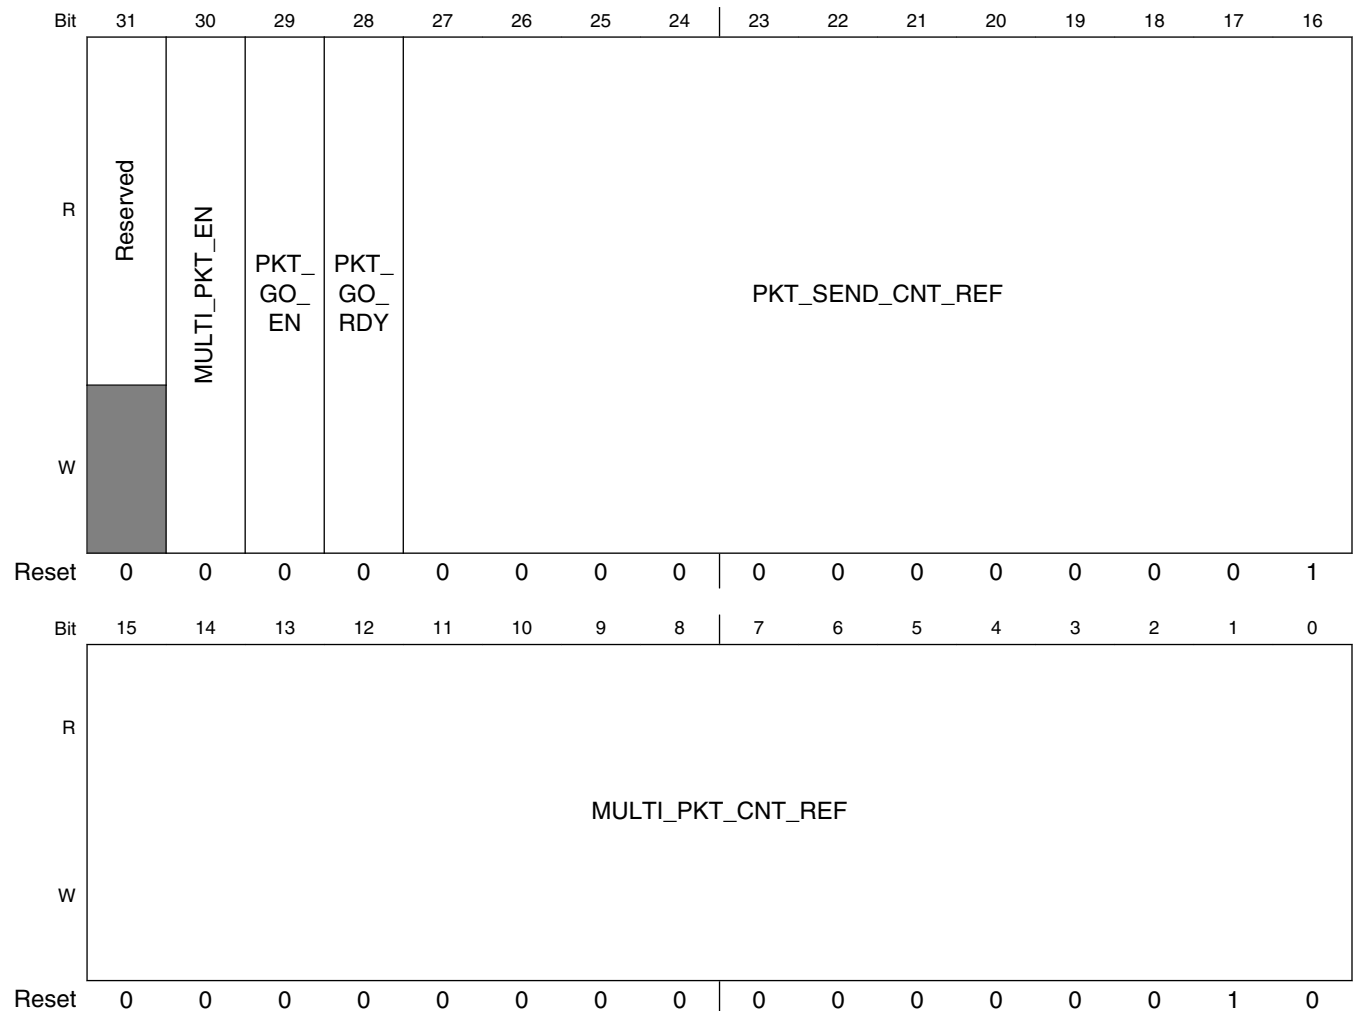 Bit 31 30 29 28 27 26 25 24 23 22 21 20 19 18 17 16
R
Reserved
MULTI_PKT_EN
PKT_
GO_
EN
PKT_
GO_
RDY
PKT_SEND_CNT_REF
W
Reset 0 0 0 0 0 0 0 0 0 0 0 0 0 0 0 1
Bit 15 14 13 12 11 10 9 8 7 6 5 4 3 2 1 0
R
MULTI_PKT_CNT_REF
W
Reset 0 0 0 0 0 0 0 0 0 0 0 0 0 0 1 0